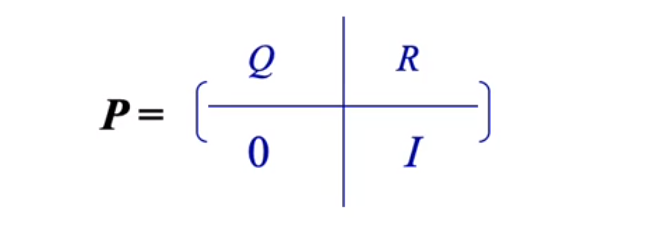 Q R
P =
0 I